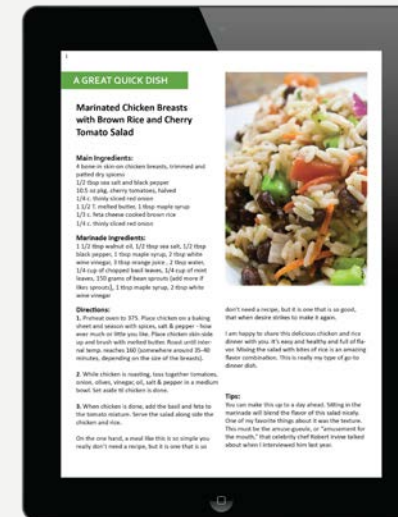 1
A GREAT QUICK DISH
Marinated Chicken Breasts
with Brown Rice and Cherry
Tomato Salad
Main Ingredients:
4 bone-in skin-on chicken breasts, trimmed and
patted dry spicess
1/2 tbsp sea salt and black pepper
10.5 oz pkg. cherry tomatoes, halved
1/4 c. thinly sliced red onion
1 1/2 T. melted butter, 1 tbsp maple syrup
1/3 c. feta cheese cooked brown rice
1/4 c. thinly sliced red onion
Marinade Ingredients:
1 1/2 tbsp walnut oil, 1/2 tbsp sea salt, 1/2 tbsp
black pepper, 1 tbsp maple syrup, 2 tbsp white
wine vinegar, 3 tbsp orange juice , 2 tbsp water,
1/4 cup of chopped basil leaves, 1/4 cup of mint
leaves, 150 grams of bean sprouts (add more if
likes sprouts), 1 tbsp maple syrup, 2 tbsp white
wine vinegar
Directions:
1. Preheat oven to 375. Place chicken on a baking
sheet and season with spices, salt & pepper - how
ever much or little you like. Place chicken skin-side
up and brush with melted butter. Roast until inter-
nal temp. reaches 160 (somewhere around 35-40
minutes, depending on the size of the breasts).
2. While chicken is roasting, toss together tomatoes,
onion, olives, vinegar, oil, salt & pepper in a medium
bowl. Set aside til chicken is done.
3. When chicken is done, add the basil and feta to
the tomato mixture. Serve the salad along side the
chicken and rice.
On the one hand, a meal like this is so simple you
really don't need a recipe, but it is one that is so
don't need a recipe, but it is one that is so good,
that when desire strikes to make it again.
I am happy to share this delicious chicken and rice
dinner with you. It's easy and healthy and full of fla-
vor. Mixing the salad with bites of rice is an amazing
flavor combination. This is really my type of go-to
dinner dish.
Tips:
You can make this up to a day ahead. Sitting in the
marinade will blend the flavor of this salad nicely.
One of my favorite things about it was the texture.
This must be the amuse-gueule, or "amusement for
the mouth," that celebrity chef Robert Irvine talked
about when I interviewed him last year.